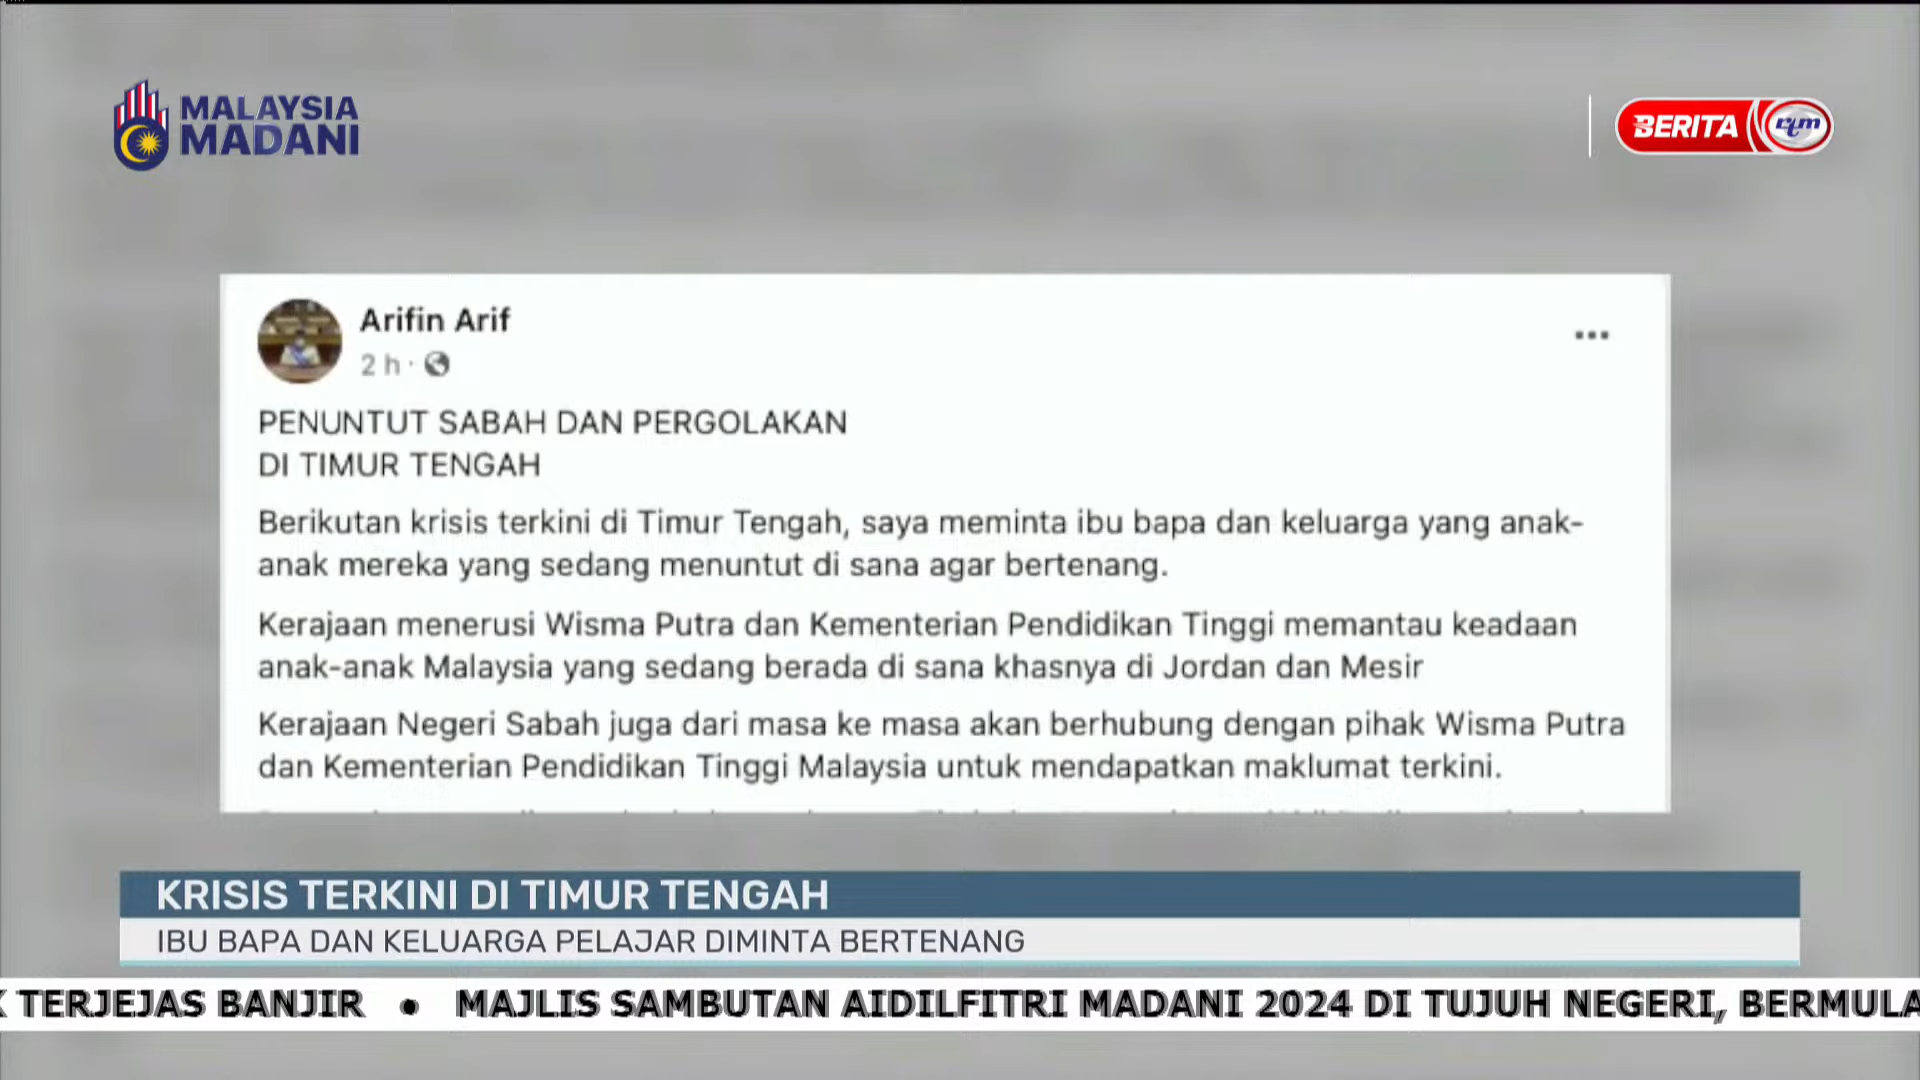 MALAYSIA
MADANI
BERITA rtm
Arifin Arif
2 h ·
PENUNTUT SABAH DAN PERGOLAKAN
DI TIMUR TENGAH
Berikutan krisis terkini di Timur Tengah, saya meminta ibu bapa dan keluarga yang anak-
anak mereka yang sedang menuntut di sana agar bertenang.
Kerajaan menerusi Wisma Putra dan Kementerian Pendidikan Tinggi memantau keadaan
anak-anak Malaysia yang sedang berada di sana khasnya di Jordan dan Mesir
Kerajaan Negeri Sabah juga dari masa ke masa akan berhubung dengan pihak Wisma Putra
dan Kementerian Pendidikan Tinggi Malaysia untuk mendapatkan maklumat terkini.
KRISIS TERKINI DI TIMUR TENGAH
IBU BAPA DAN KELUARGA PELAJAR DIMINTA BERTENANG
K TERJEJAS BANJIR • MAJLIS SAMBUTAN AIDILFITRI MADANI 2024 DI TUJUH NEGERI, BERMULA